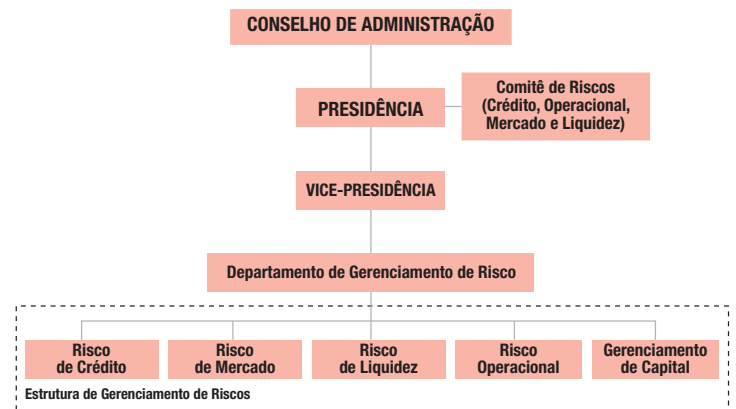 CONSELHO DE ADMINISTRAÇÃO
PRESIDÊNCIA
Comitê de Riscos
(Crédito, Operacional,
Mercado e Liquidez)
VICE-PRESIDÊNCIA
Departamento de Gerenciamento de Risco
Risco
de Crédito
Risco
de Mercado
Risco
de Liquidez
Risco
Operacional
Gerenciamento
de Capital
Estrutura de Gerenciamento de Riscos